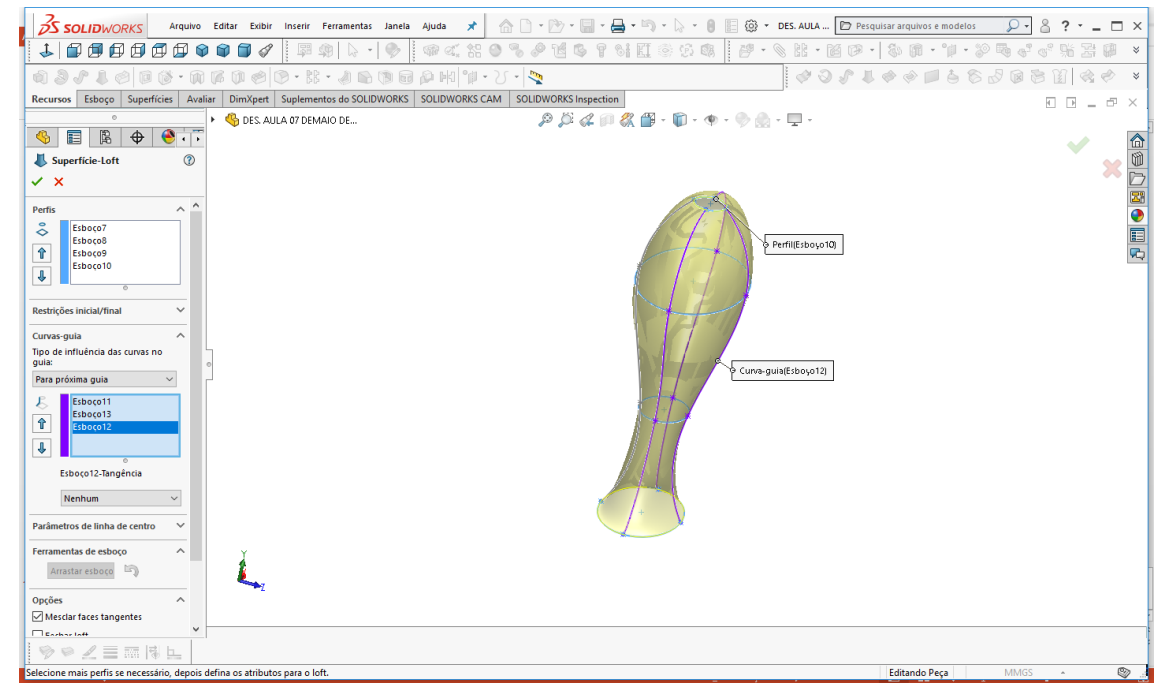 SOLIDWORKS
Arquivo Editar Exibir Inserir Ferramentas Janela Ajuda
DES. AULA ...
Pesquisar arquivos e modelos
Recursos Esboço Superfícies Avaliar DimXpert Suplementos do SOLIDWORKS SOLIDWORKS CAM SOLIDWORKS Inspection
DES. AULA 07 DEMAIO DE...
Superfície-Loft
Perfis
Esboço7
Esboço8
Esboço9
Esboço10
Restrições inicial/final
Curvas-guia
Tipo de influência das curvas no
guia:
Para próxima guia
Esboço11
Esboço13
Esboço12
Esboço12-Tangência
Nenhum
Parâmetros de linha de centro
Ferramentas de esboço
Arrastar esboço
Opções
Mesclar faces tangentes
Fechar loft
Perfil(Esboço10)
Curva-guia(Esboço12)
Y
Z
Selecione mais perfis se necessário, depois defina os atributos para o loft.
Editando Peça
MMGS